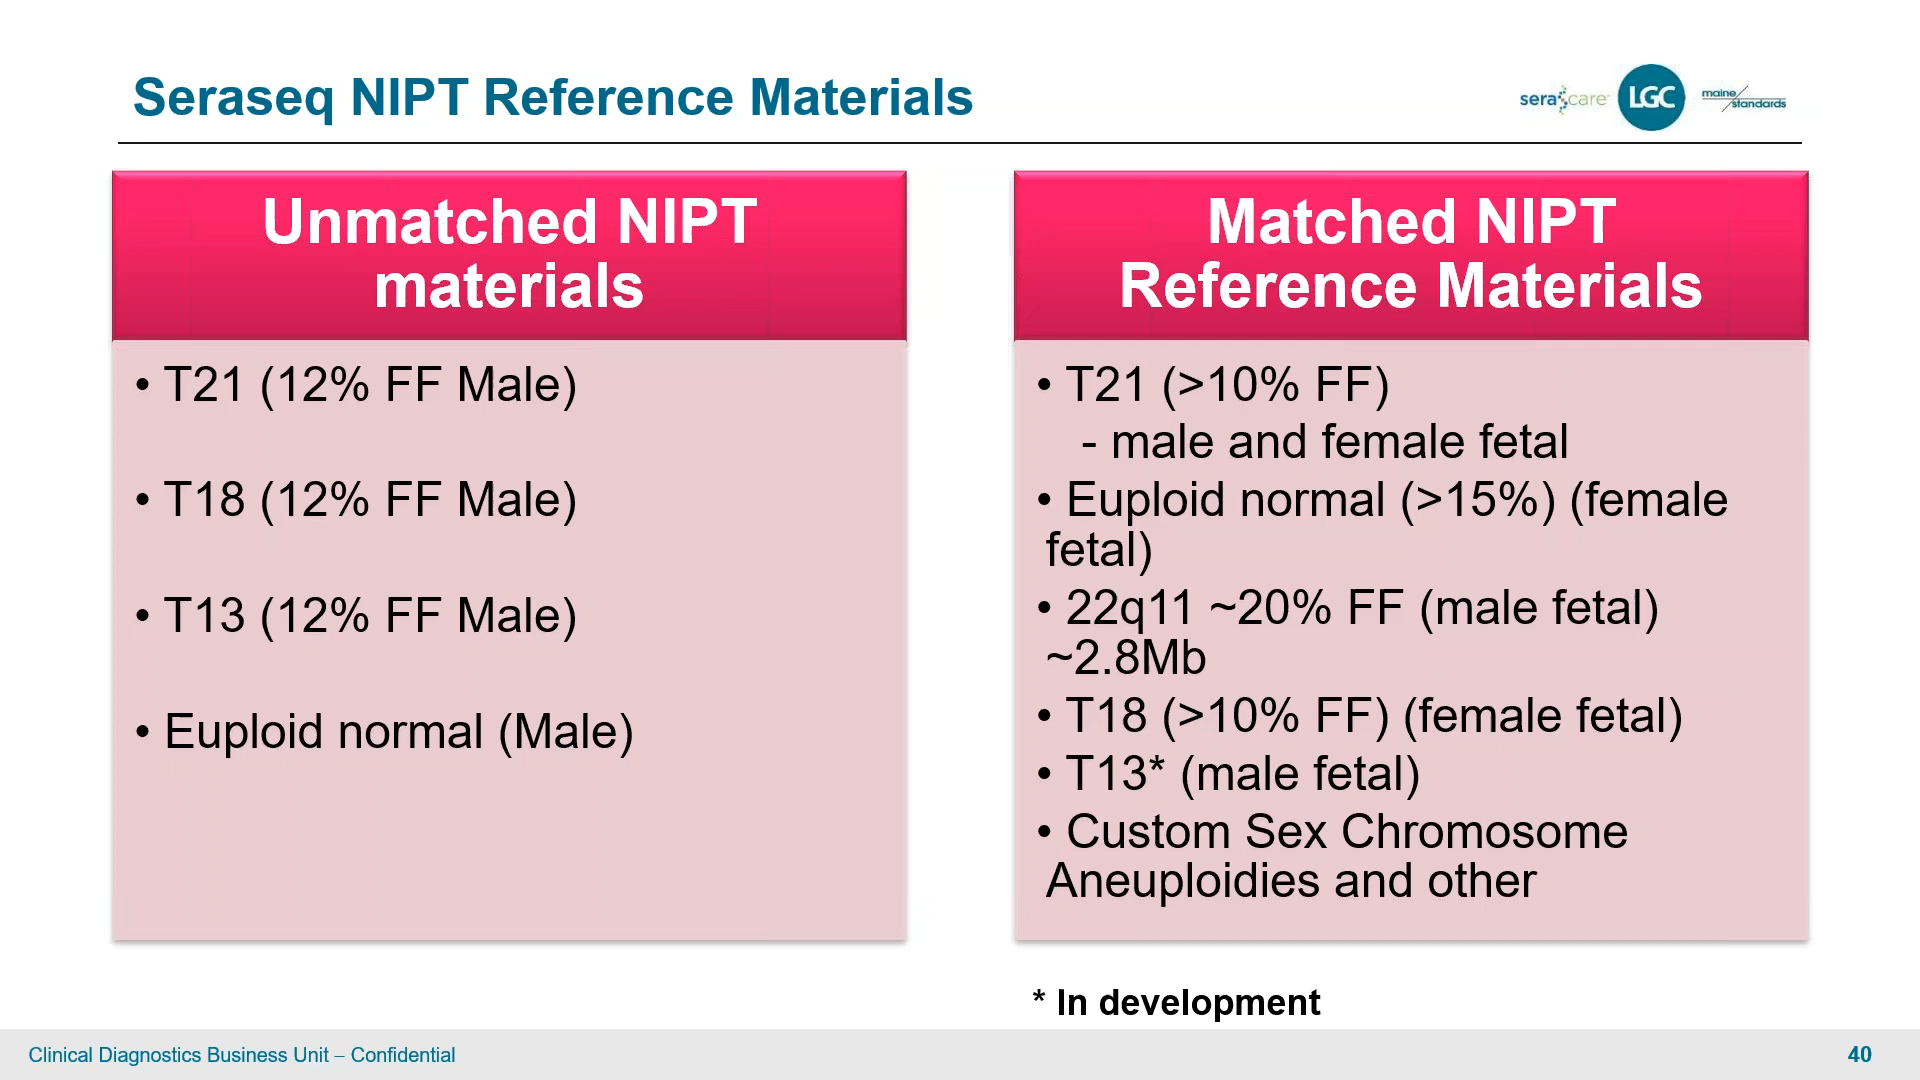 Seraseq NIPT Reference Materials
sera care
LGC
maine
standards
Unmatched NIPT
materials
• T21 (12% FF Male)
• T18 (12% FF Male)
• T13 (12% FF Male)
• Euploid normal (Male)
Matched NIPT
Reference Materials
• T21 (>10% FF)
- male and female fetal
• Euploid normal (>15%) (female
fetal)
• 22q11 ~20% FF (male fetal)
~2.8Mb
• T18 (>10% FF) (female fetal)
• T13* (male fetal)
• Custom Sex Chromosome
Aneuploidies and other
* In development
Clinical Diagnostics Business Unit – Confidential
40